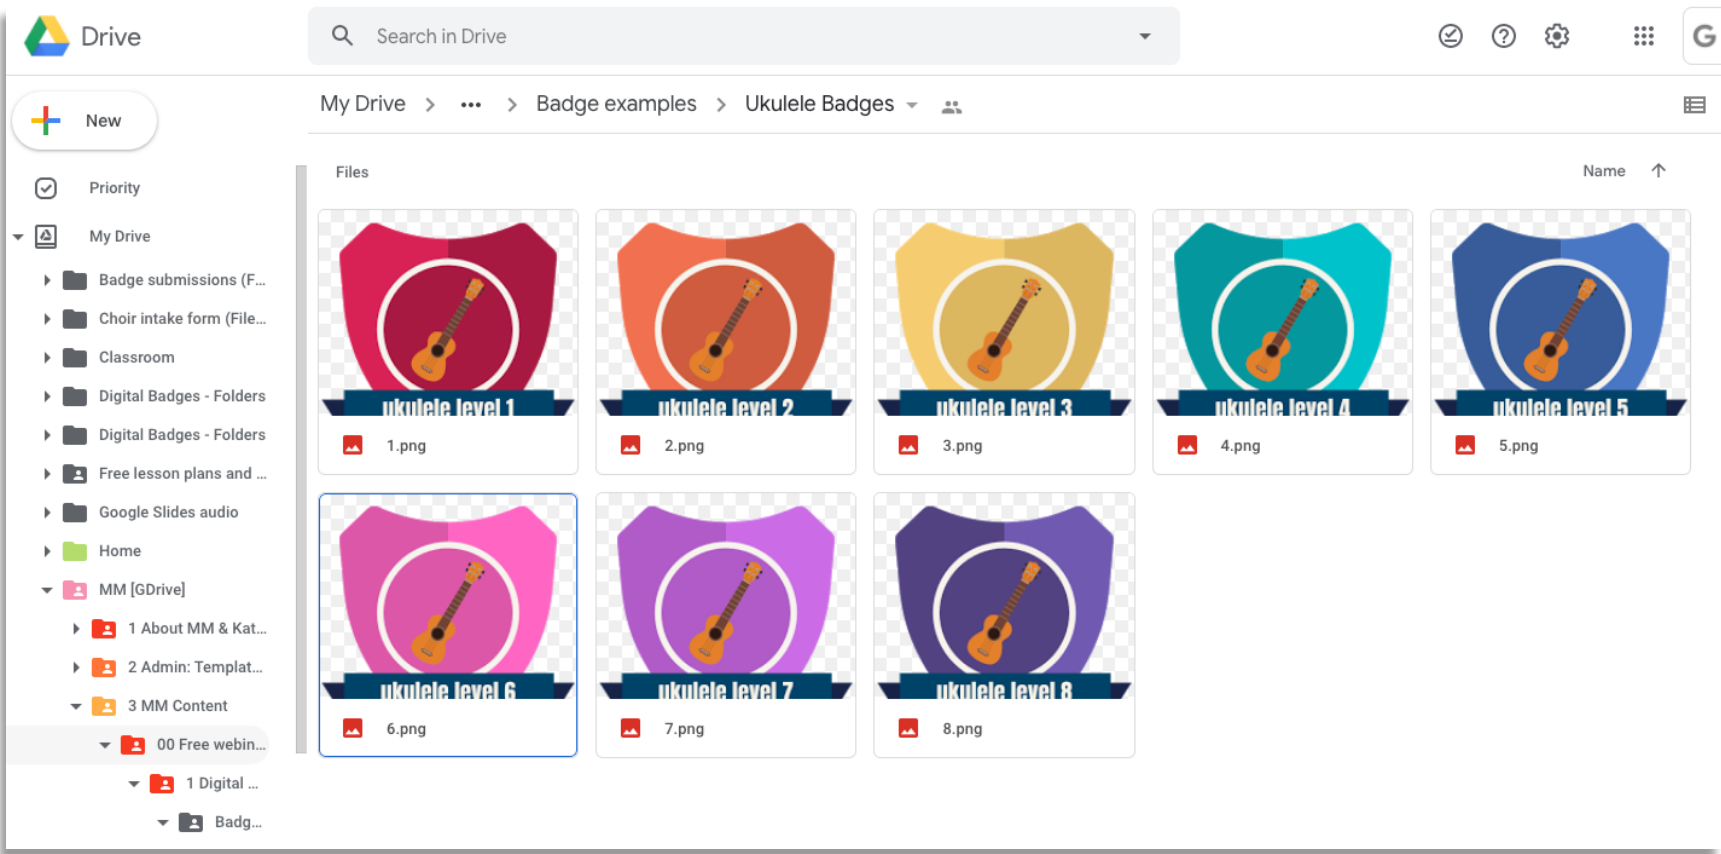 Drive
Search in Drive
G
New
My Drive
•••
Badge examples
Ukulele Badges
Files
Name
Priority
My Drive
Badge submissions (F...
Choir intake form (File...
Classroom
Digital Badges - Folders
Digital Badges - Folders
Free lesson plans and ...
Google Slides audio
Home
MM [GDrive]
1 About MM & Kat...
2 Admin: Templat...
3 MM Content
00 Free webin...
1 Digital ...
Badg...
ukulele level 1
ukulele level 2
ukulele level 3
ukulele level 4
ukulele level 5
1.png
2.png
3.png
4.png
5.png
ukulele level 6
ukulele level 7
ukulele level 8
6.png
7.png
8.png